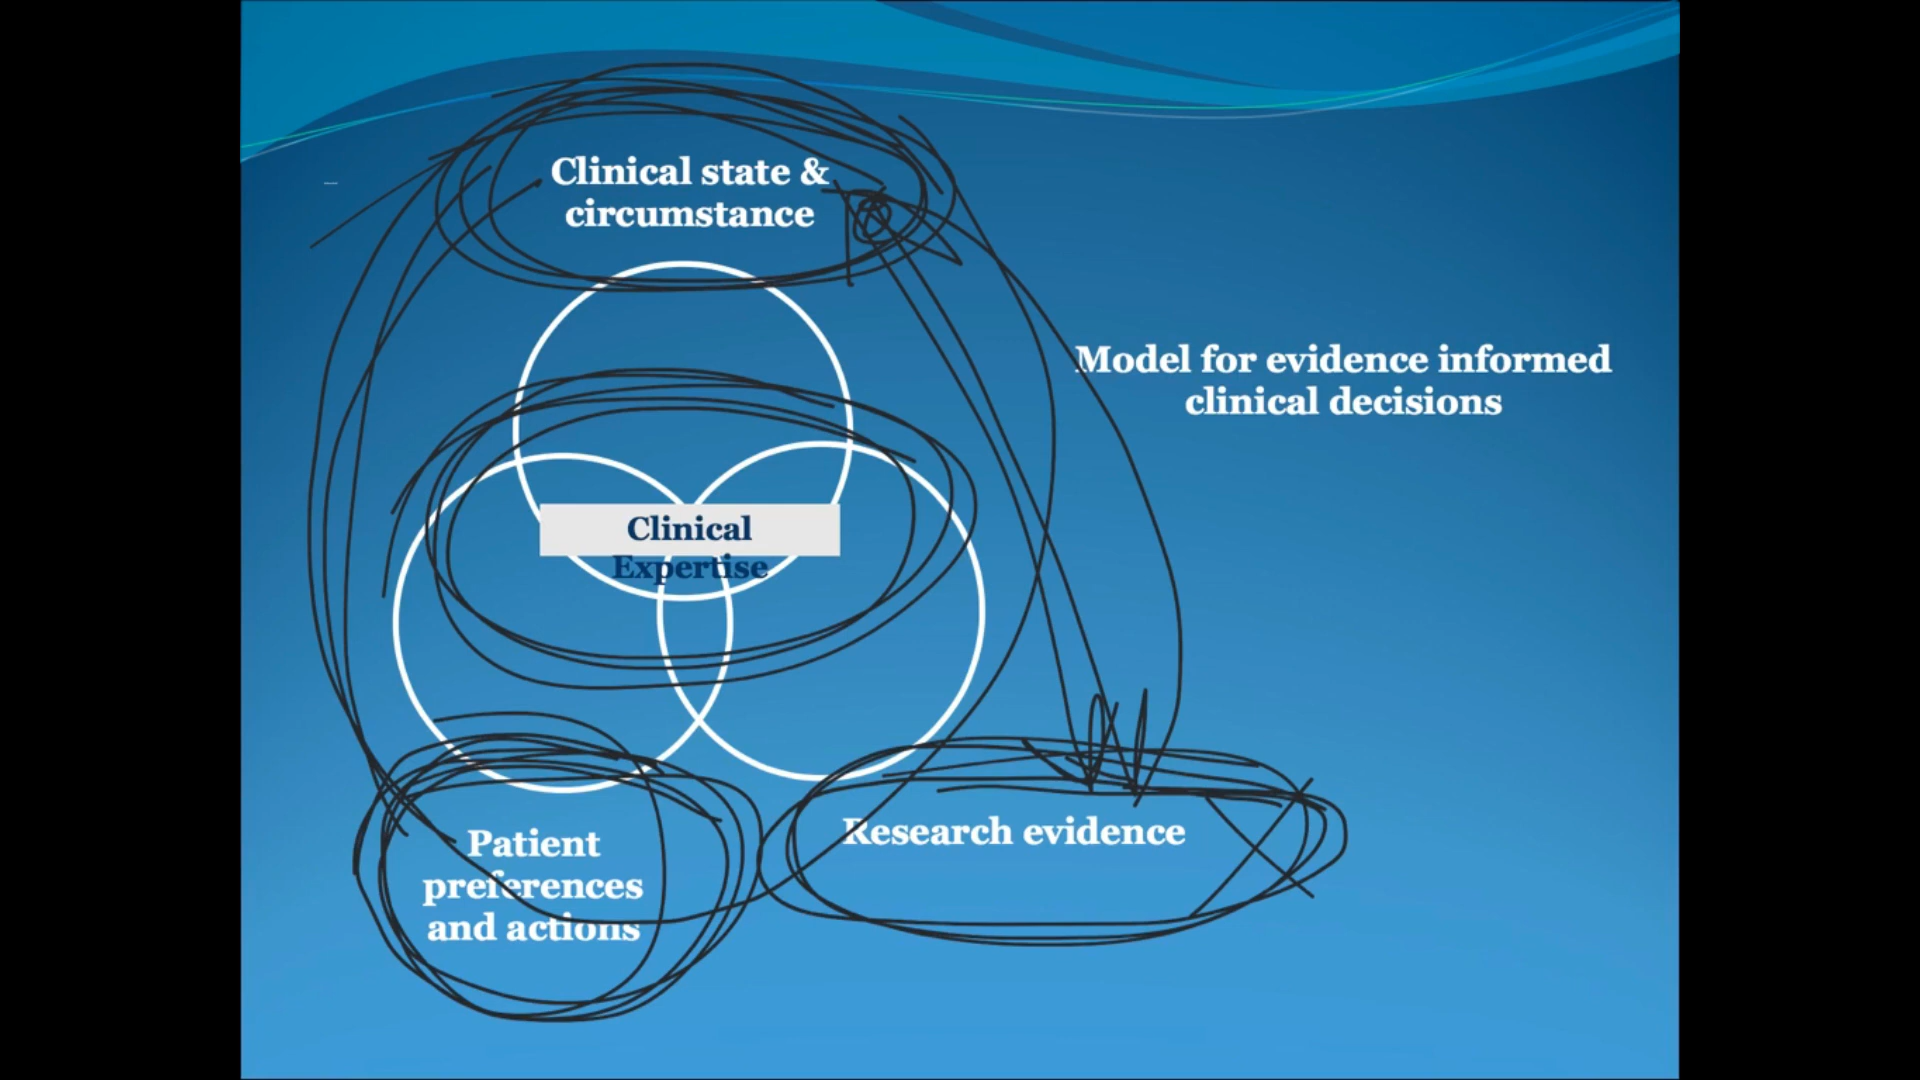 Clinical state &
circumstance
Model for evidence informed
clinical decisions
Clinical
Expertise
Patient
preferences
and actions
Research evidence